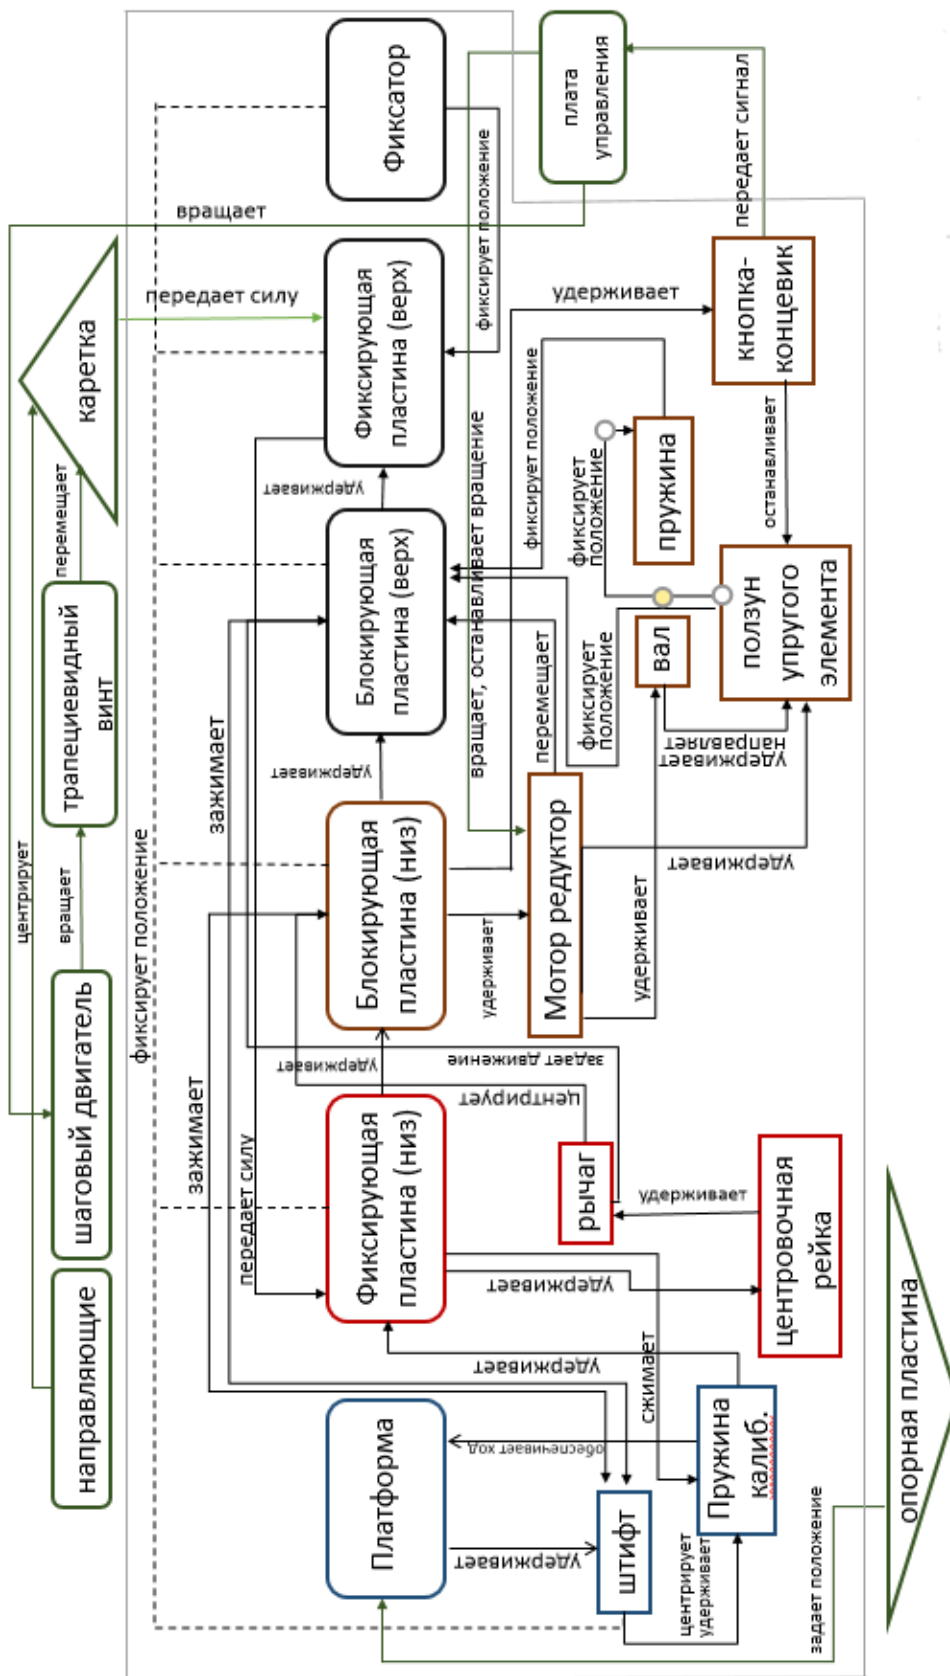 направляющие
шаговый двигатель
трапециевидный
винт
каретка
центрирует
вращает
перемещает
вращает
передает силу
фиксирует положение
зажимает
зажимает
передает силу
Платформа
Фиксирующая
пластина (низ)
Блокирующая
пластина (низ)
Блокирующая
пластина (верх)
Фиксирующая
пластина (верх)
Фиксатор
удерживает
удерживает
удерживает
задает движение
центрирует
фиксирует положение
вращает, останавливает вращение
плата
управления
передает сигнал
удерживает
обеспечивает ход
удерживает
удерживает
сжимает
удерживает
перемещает
фиксирует
положение
фиксирует положение
фиксирует
положение
удерживает
штифт
рычаг
Мотор редуктор
вал
пружина
кнопка-
концевик
центрирует
удерживает
Пружина
калиб.
удерживает
удерживает
удерживает
удерживает
направляет
останавливает
центровочная
рейка
ползун
упругого
элемента
задает положение
опорная пластина